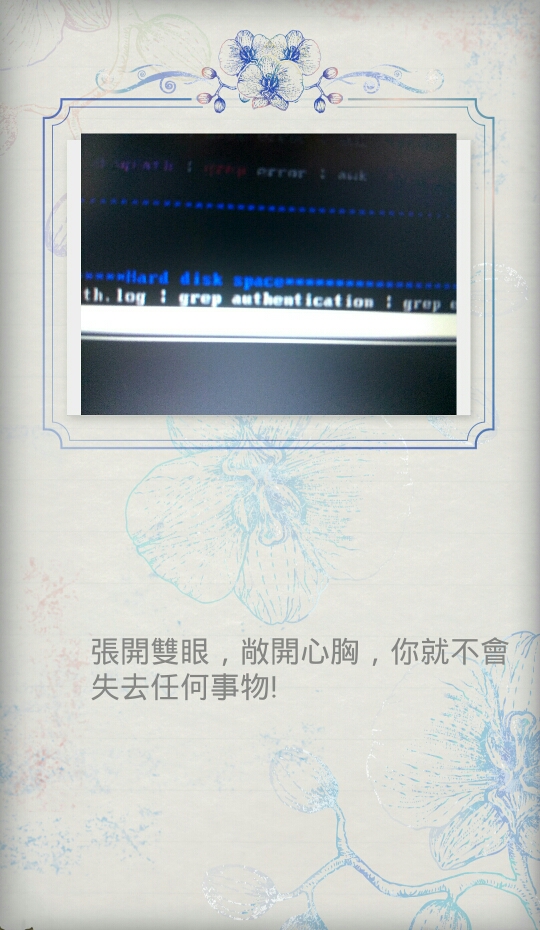 error : awk
****Hard disk space****************
th.log : grep authentication : grep e
張開雙眼，敞開心胸，你就不會
失去任何事物!